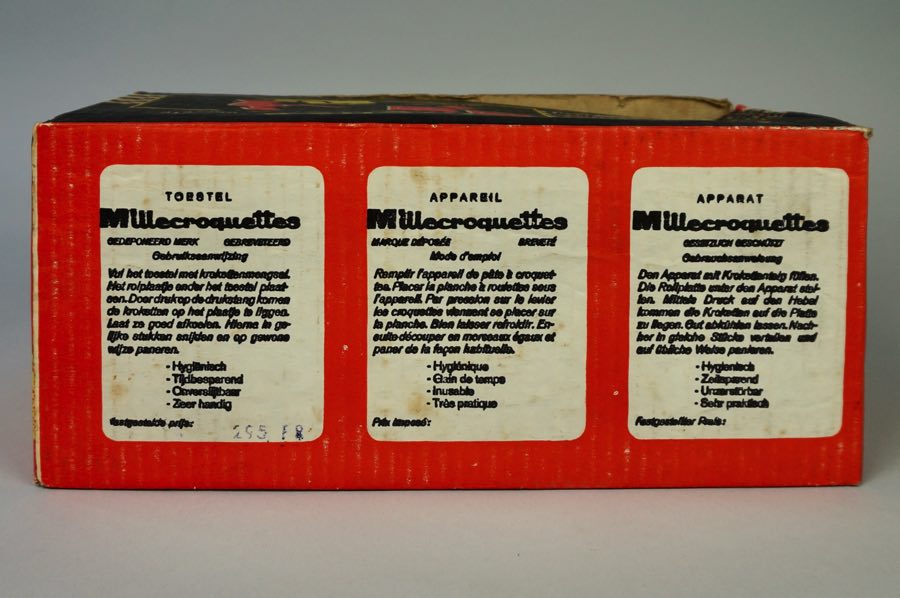 TOESTEL
Millecroquettes
GEDEPONEERD MERK GEBREVETEERD
Gebruiksaanwijzing
Vul het toestel met krokettenmengsel.
Het rolplaatje onder het toestel plaat-
sen. Door druk op de drukstang komen
de kroketten op het plaatje te liggen.
Laat ze goed afkoelen. Hierna in ge-
lijke stukken snijden en op gewone
wijze paneren.
- Hygiënisch
- Tijdbesparend
- Onverslijtbaar
- Zeer handig
Vastgestelde prijs: 295 FR
APPAREIL
Millecroquettes
MARQUE DÉPOSÉE BREVETÉ
Mode d'emploi
Remplir l'appareil de pâte à croquet-
tes. Placer la planche à roulettes sous
l'appareil. Par pression sur le levier
les croquettes viennent se placer sur
la planche. Bien laisser refroidir. En-
suite découper en morceaux égaux et
paner de la façon habituelle.
- Hygiénique
- Gain de temps
- Inusable
- Très pratique
Prix imposé:
APPARAT
Millecroquettes
GESETZLICH GESCHÜTZT
Gebrauchsanweisung
Den Apparat mit Krokettenteig füllen.
Die Rollplatte unter den Apparat stel-
len. Mittels Druck auf den Hebel
kommen die Kroketten auf die Platte
zu liegen. Gut abkühlen lassen. Nach-
her in gleiche Stücke verteilen und
auf übliche Weise panieren.
- Hygienisch
- Zeitsparend
- Unzerstörbar
- Sehr praktisch
Festgestellter Preis: